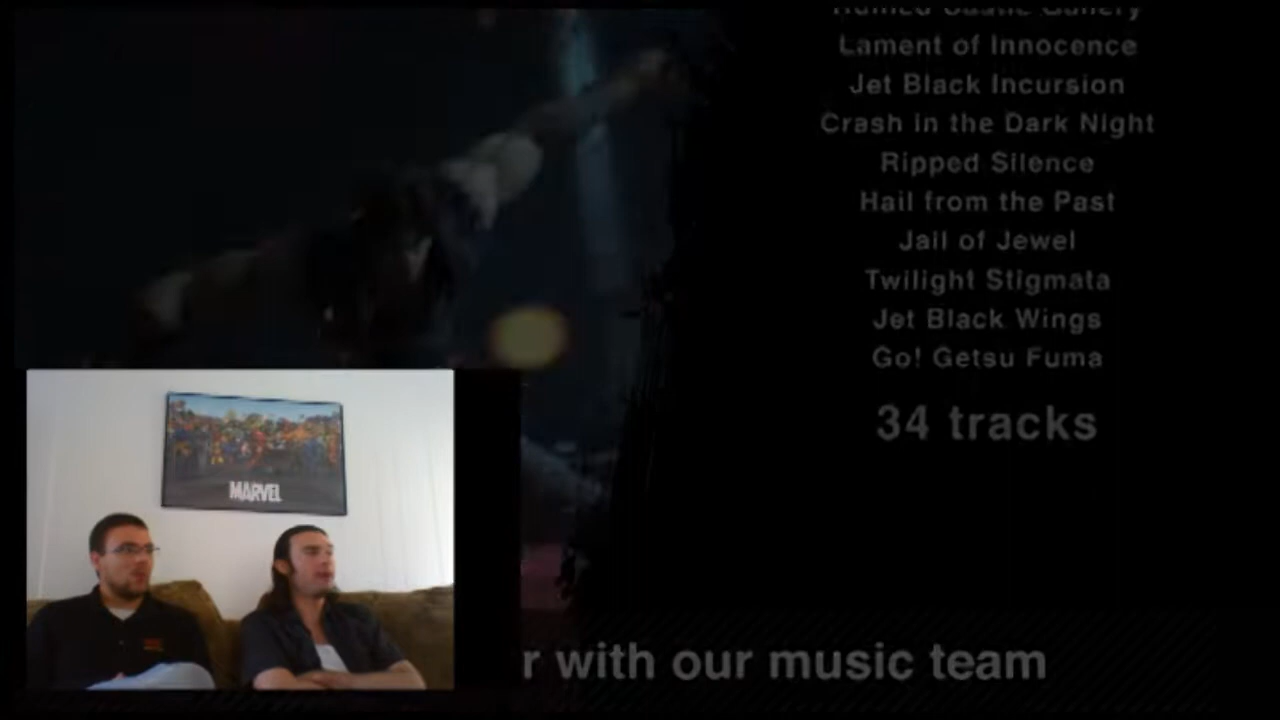 Lament of Innocence
Jet Black Incursion
Crash in the Dark Night
Ripped Silence
Hail from the Past
Jail of Jewel
Twilight Stigmata
Jet Black Wings
Go! Getsu Fuma
34 tracks
MARVEL
r with our music team